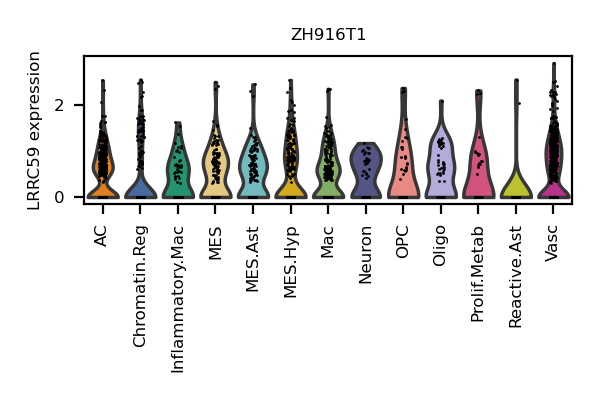 ZH916T1
LRRC59 expression
2
0
AC
Chromatin.Reg
Inflammatory.Mac
MES
MES.Ast
MES.Hyp
Mac
Neuron
OPC
Oligo
Prolif.Metab
Reactive.Ast
Vasc